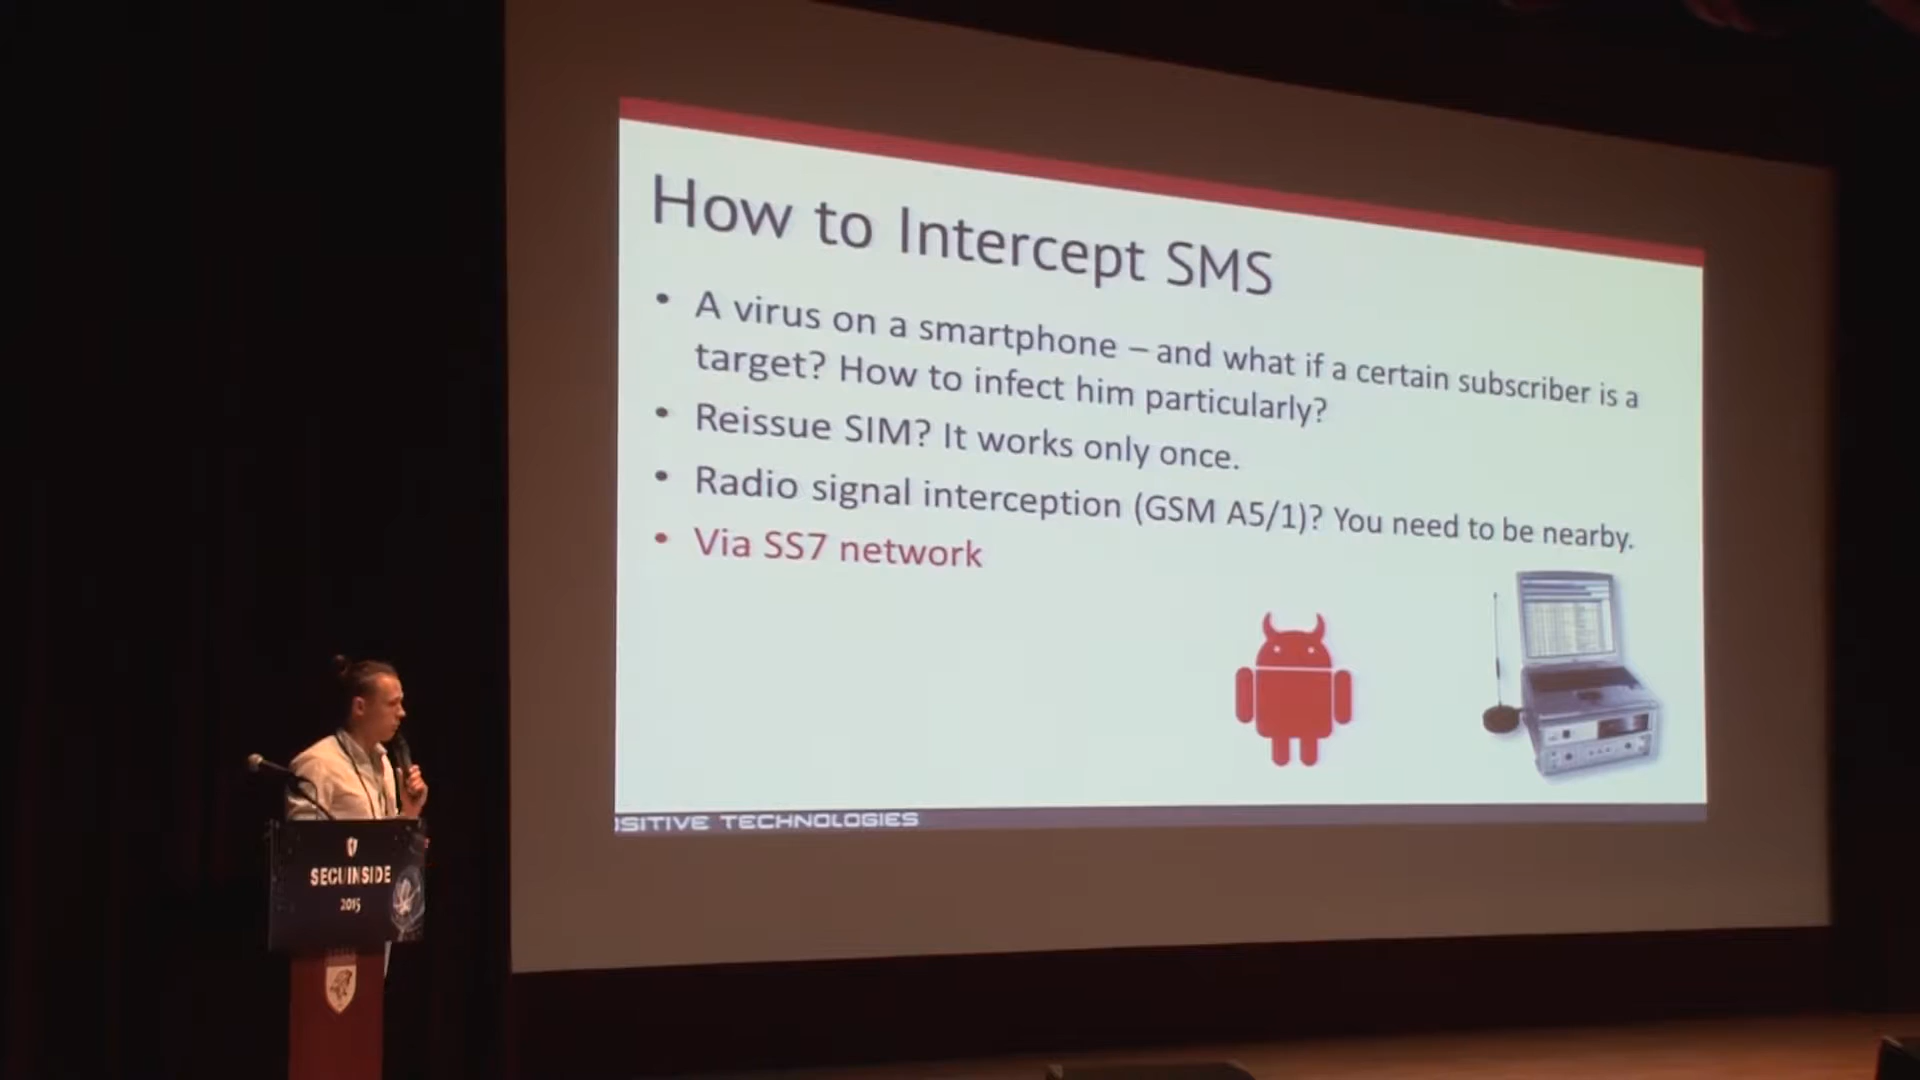 How to Intercept SMS
• A virus on a smartphone – and what if a certain subscriber is a
target? How to infect him particularly?
• Reissue SIM? It works only once.
• Radio signal interception (GSM A5/1)? You need to be nearby.
• Via SS7 network
SITIVE TECHNOLOGIES
SECUINSIDE
2015